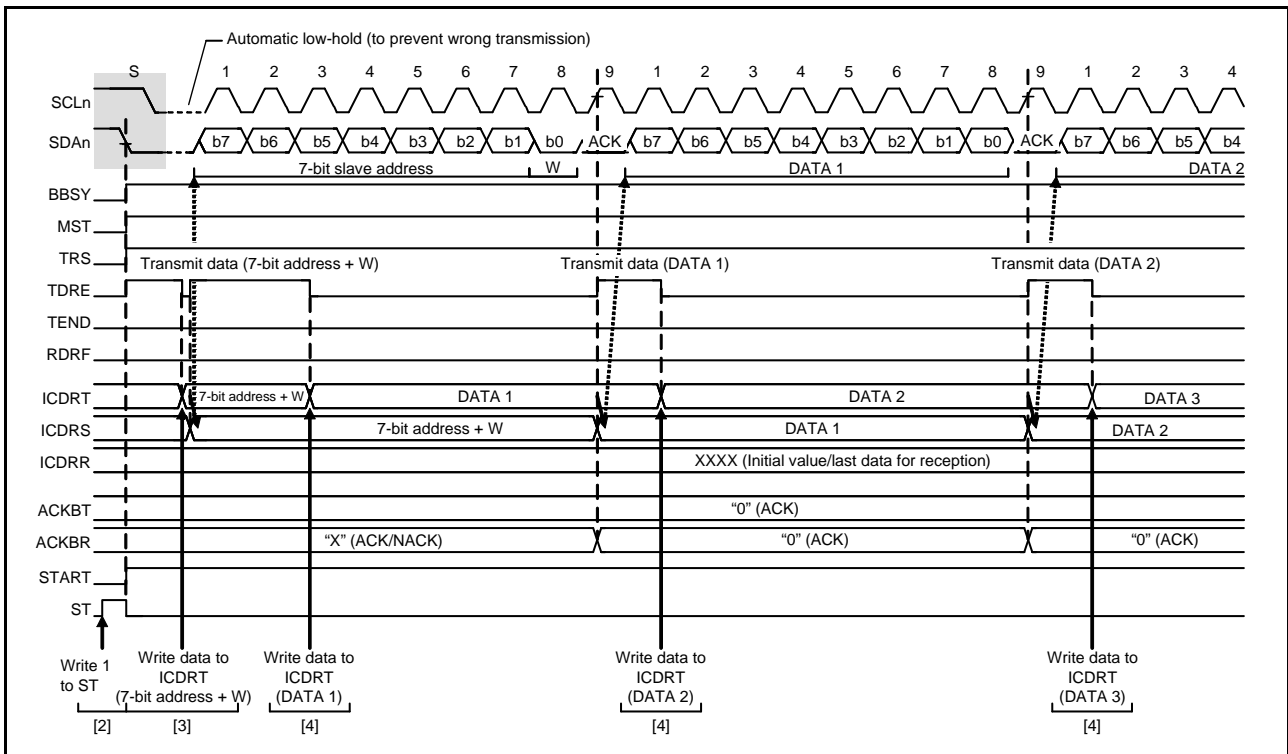 Automatic low-hold (to prevent wrong transmission)
S 1 2 3 4 5 6 7 8 9 1 2 3 4 5 6 7 8 9 1 2 3 4
SCLn
SDAn b7 b6 b5 b4 b3 b2 b1 b0 ACK b7 b6 b5 b4 b3 b2 b1 b0 ACK b7 b6 b5 b4
7-bit slave address W DATA 1 DATA 2
BBSY
MST
TRS
Transmit data (7-bit address + W) Transmit data (DATA 1) Transmit data (DATA 2)
TDRE
TEND
RDRF
ICDRT 7-bit address + W DATA 1 DATA 2 DATA 3
ICDRS 7-bit address + W DATA 1 DATA 2
ICDRR XXXX (Initial value/last data for reception)
ACKBT "0" (ACK)
ACKBR "X" (ACK/NACK) "0" (ACK) "0" (ACK)
START
ST
Write 1
to ST
Write data to
ICDRT
(7-bit address + W)
Write data to
ICDRT
(DATA 1)
Write data to
ICDRT
(DATA 2)
Write data to
ICDRT
(DATA 3)
[2] [3] [4] [4] [4]